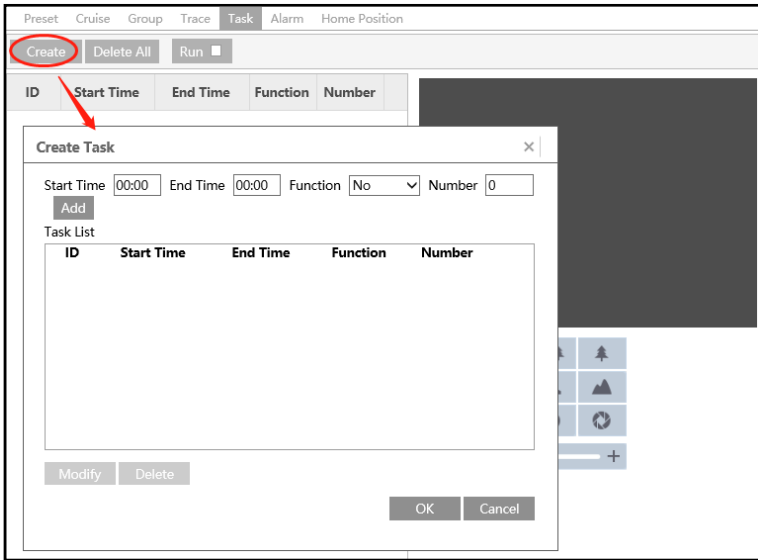 Preset Cruise Group Trace Task Alarm Home Position
Create Delete All Run
ID Start Time End Time Function Number
Create Task
Start Time 00:00 End Time 00:00 Function No Number 0
Add
Task List
ID Start Time End Time Function Number
Modify Delete
OK Cancel